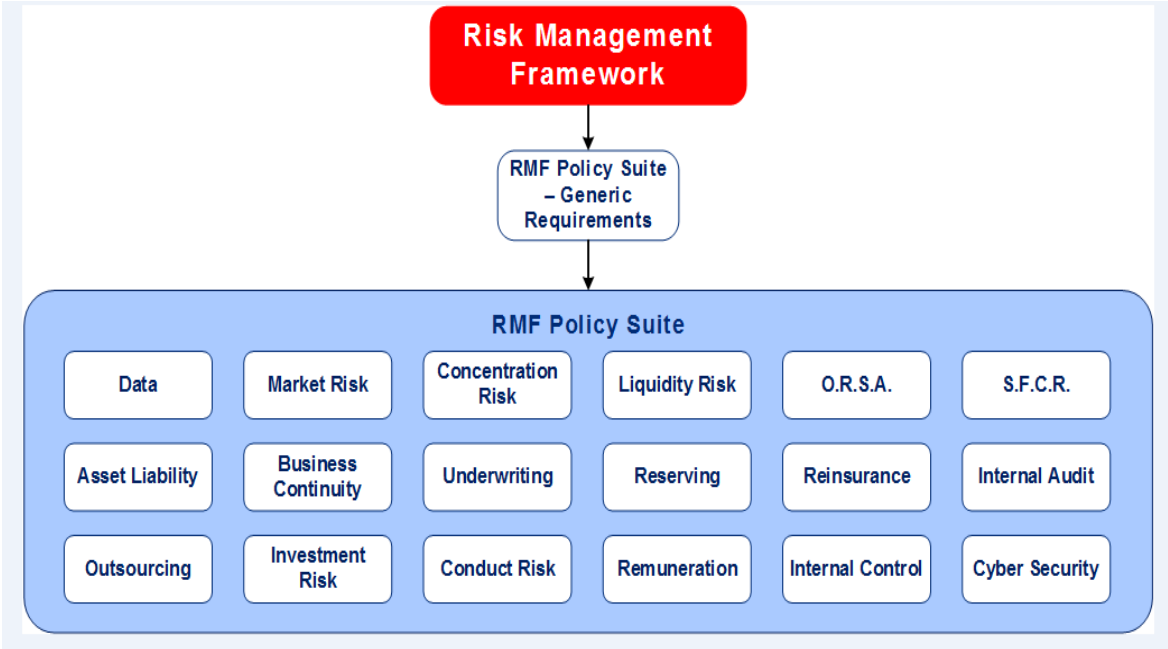 Risk Management
Framework
RMF Policy Suite
– Generic
Requirements
RMF Policy Suite
Data
Market Risk
Concentration
Risk
Liquidity Risk
O.R.S.A.
S.F.C.R.
Asset Liability
Business
Continuity
Underwriting
Reserving
Reinsurance
Internal Audit
Outsourcing
Investment
Risk
Conduct Risk
Remuneration
Internal Control
Cyber Security